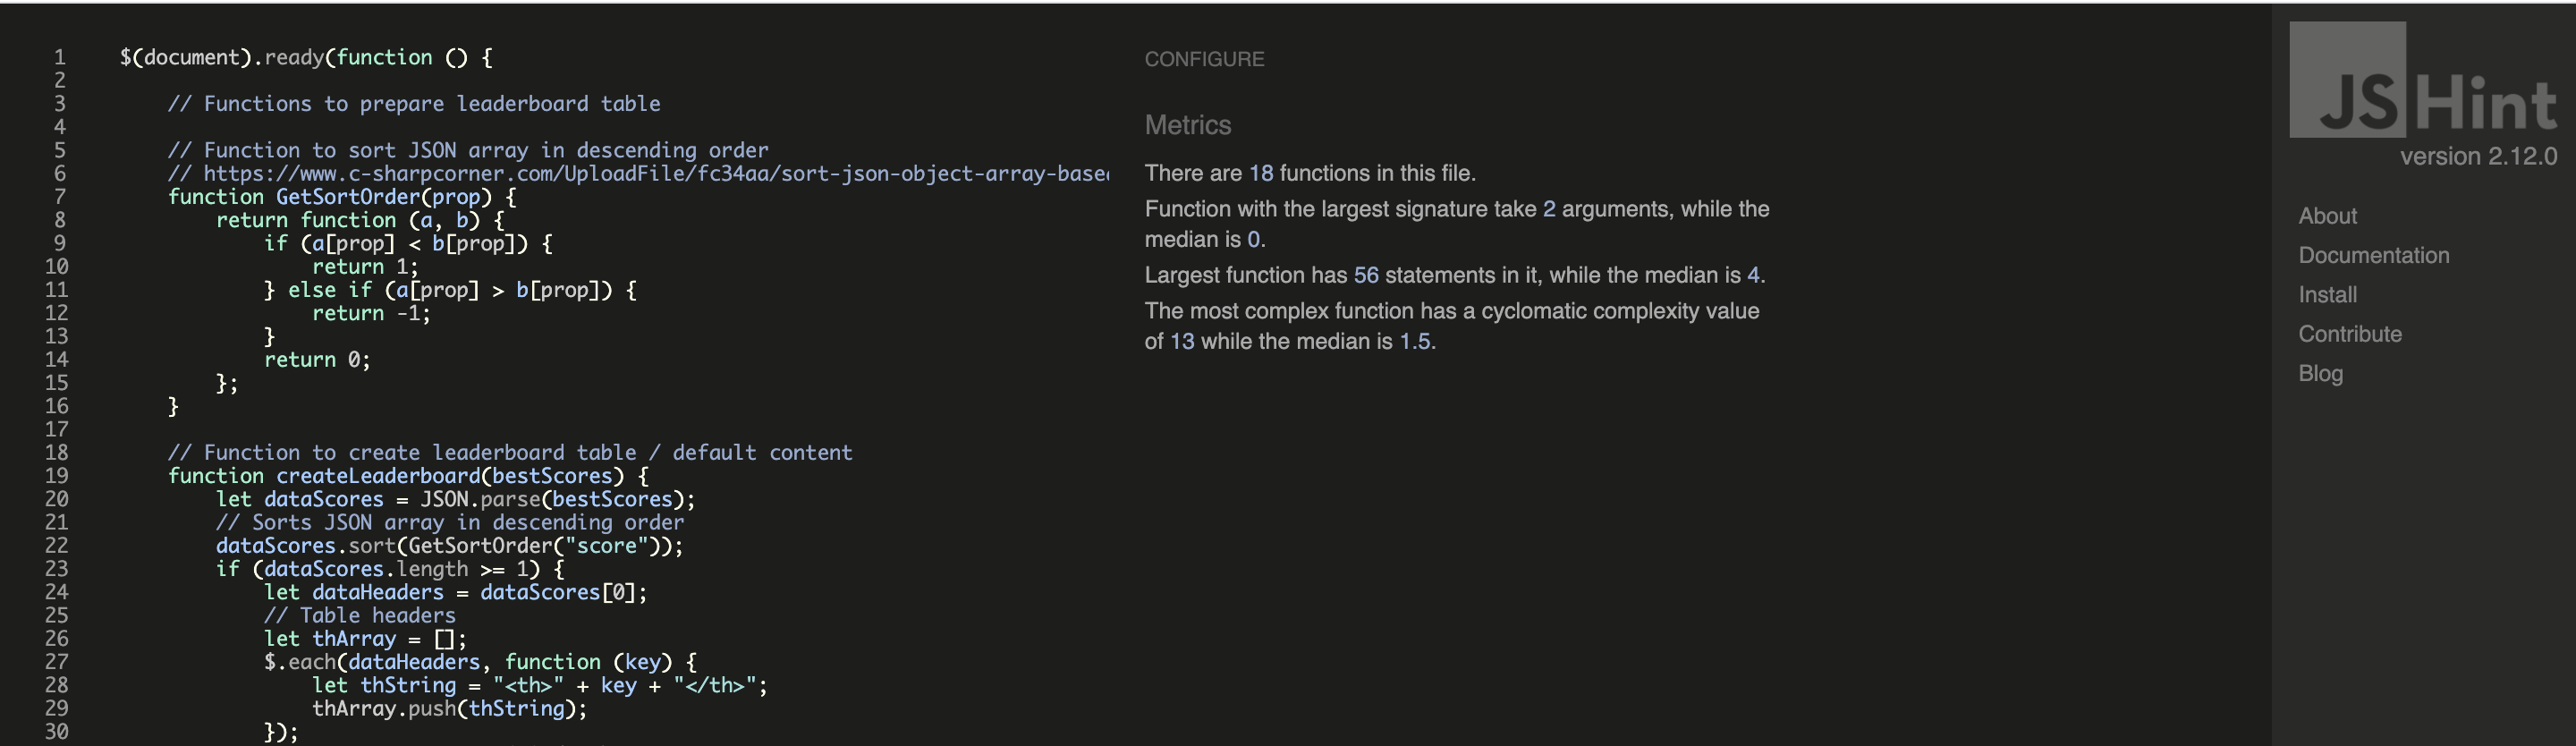 1 $(document).ready(function () {
2
3 // Functions to prepare leaderboard table
4
5 // Function to sort JSON array in descending order
6 // https://www.c-sharpcorner.com/UploadFile/fc34aa/sort-json-object-array-based
7 function GetSortOrder(prop) {
8 return function (a, b) {
9 if (a[prop] < b[prop]) {
10 return 1;
11 } else if (a[prop] > b[prop]) {
12 return -1;
13 }
14 return 0;
15 };
16 }
17
18 // Function to create leaderboard table / default content
19 function createLeaderboard(bestScores) {
20 let dataScores = JSON.parse(bestScores);
21 // Sorts JSON array in descending order
22 dataScores.sort(GetSortOrder("score"));
23 if (dataScores.length >= 1) {
24 let dataHeaders = dataScores[0];
25 // Table headers
26 let thArray = [];
27 $.each(dataHeaders, function (key) {
28 let thString = "<th>" + key + "</th>";
29 thArray.push(thString);
30 });
CONFIGURE
Metrics
There are 18 functions in this file.
Function with the largest signature take 2 arguments, while the
median is 0.
Largest function has 56 statements in it, while the median is 4.
The most complex function has a cyclomatic complexity value
of 13 while the median is 1.5.
JSHint
version 2.12.0
About
Documentation
Install
Contribute
Blog